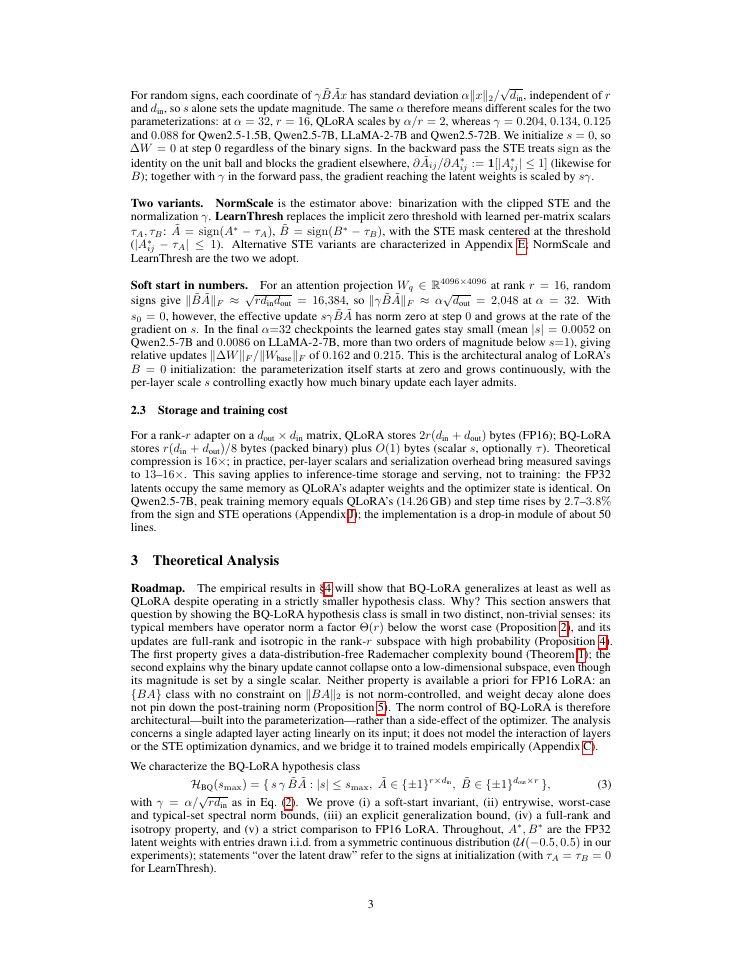 For random signs, each coordinate of γB̃Ãx has standard deviation α∥x∥₂/√d_in, independent of r
and d_in, so s alone sets the update magnitude. The same α therefore means different scales for the two
parameterizations: at α = 32, r = 16, QLoRA scales by α/r = 2, whereas γ = 0.204, 0.134, 0.125
and 0.088 for Qwen2.5-1.5B, Qwen2.5-7B, LLaMA-2-7B and Qwen2.5-72B. We initialize s = 0, so
ΔW = 0 at step 0 regardless of the binary signs. In the backward pass the STE treats sign as the
identity on the unit ball and blocks the gradient elsewhere, ∂Ã_ij/∂A*_ij := 1[|A*_ij| ≤ 1] (likewise for
B); together with γ in the forward pass, the gradient reaching the latent weights is scaled by sγ.
Two variants. NormScale is the estimator above: binarization with the clipped STE and the
normalization γ. LearnThresh replaces the implicit zero threshold with learned per-matrix scalars
τ_A, τ_B: Ã = sign(A* − τ_A), B̃ = sign(B* − τ_B), with the STE mask centered at the threshold
(|A*_ij − τ_A| ≤ 1). Alternative STE variants are characterized in Appendix E; NormScale and
LearnThresh are the two we adopt.
Soft start in numbers. For an attention projection W_q ∈ ℝ^{4096×4096} at rank r = 16, random
signs give ∥B̃Ã∥_F ≈ √(rd_in d_out) = 16,384, so ∥γB̃Ã∥_F ≈ α√d_out = 2,048 at α = 32. With
s₀ = 0, however, the effective update sγB̃Ã has norm zero at step 0 and grows at the rate of the
gradient on s. In the final α=32 checkpoints the learned gates stay small (mean |s| = 0.0052 on
Qwen2.5-7B and 0.0086 on LLaMA-2-7B, more than two orders of magnitude below s=1), giving
relative updates ∥ΔW∥_F/∥W_base∥_F of 0.162 and 0.215. This is the architectural analog of LoRA's
B = 0 initialization: the parameterization itself starts at zero and grows continuously, with the
per-layer scale s controlling exactly how much binary update each layer admits.
2.3 Storage and training cost
For a rank-r adapter on a d_out × d_in matrix, QLoRA stores 2r(d_in + d_out) bytes (FP16); BQ-LoRA
stores r(d_in + d_out)/8 bytes (packed binary) plus O(1) bytes (scalar s, optionally τ). Theoretical
compression is 16×; in practice, per-layer scalars and serialization overhead bring measured savings
to 13–16×. This saving applies to inference-time storage and serving, not to training: the FP32
latents occupy the same memory as QLoRA's adapter weights and the optimizer state is identical. On
Qwen2.5-7B, peak training memory equals QLoRA's (14.26 GB) and step time rises by 2.7–3.8%
from the sign and STE operations (Appendix J); the implementation is a drop-in module of about 50
lines.
3 Theoretical Analysis
Roadmap. The empirical results in §4 will show that BQ-LoRA generalizes at least as well as
QLoRA despite operating in a strictly smaller hypothesis class. Why? This section answers that
question by showing the BQ-LoRA hypothesis class is small in two distinct, non-trivial senses: its
typical members have operator norm a factor Θ(r) below the worst case (Proposition 2), and its
updates are full-rank and isotropic in the rank-r subspace with high probability (Proposition 4).
The first property gives a data-distribution-free Rademacher complexity bound (Theorem 1); the
second explains why the binary update cannot collapse onto a low-dimensional subspace, even though
its magnitude is set by a single scalar. Neither property is available a priori for FP16 LoRA: an
{BA} class with no constraint on ∥BA∥₂ is not norm-controlled, and weight decay alone does
not pin down the post-training norm (Proposition 5). The norm control of BQ-LoRA is therefore
architectural—built into the parameterization—rather than a side-effect of the optimizer. The analysis
concerns a single adapted layer acting linearly on its input; it does not model the interaction of layers
or the STE optimization dynamics, and we bridge it to trained models empirically (Appendix C).
We characterize the BQ-LoRA hypothesis class
ℋ_BQ(s_max) = { s γ B̃Ã : |s| ≤ s_max, Ã ∈ {±1}^{r×d_in}, B̃ ∈ {±1}^{d_out×r} }, (3)
with γ = α/√(rd_in) as in Eq. (2). We prove (i) a soft-start invariant, (ii) entrywise, worst-case
and typical-set spectral norm bounds, (iii) an explicit generalization bound, (iv) a full-rank and
isotropy property, and (v) a strict comparison to FP16 LoRA. Throughout, A*, B* are the FP32
latent weights with entries drawn i.i.d. from a symmetric continuous distribution (𝒰(−0.5, 0.5) in our
experiments); statements “over the latent draw” refer to the signs at initialization (with τ_A = τ_B = 0
for LearnThresh).
3